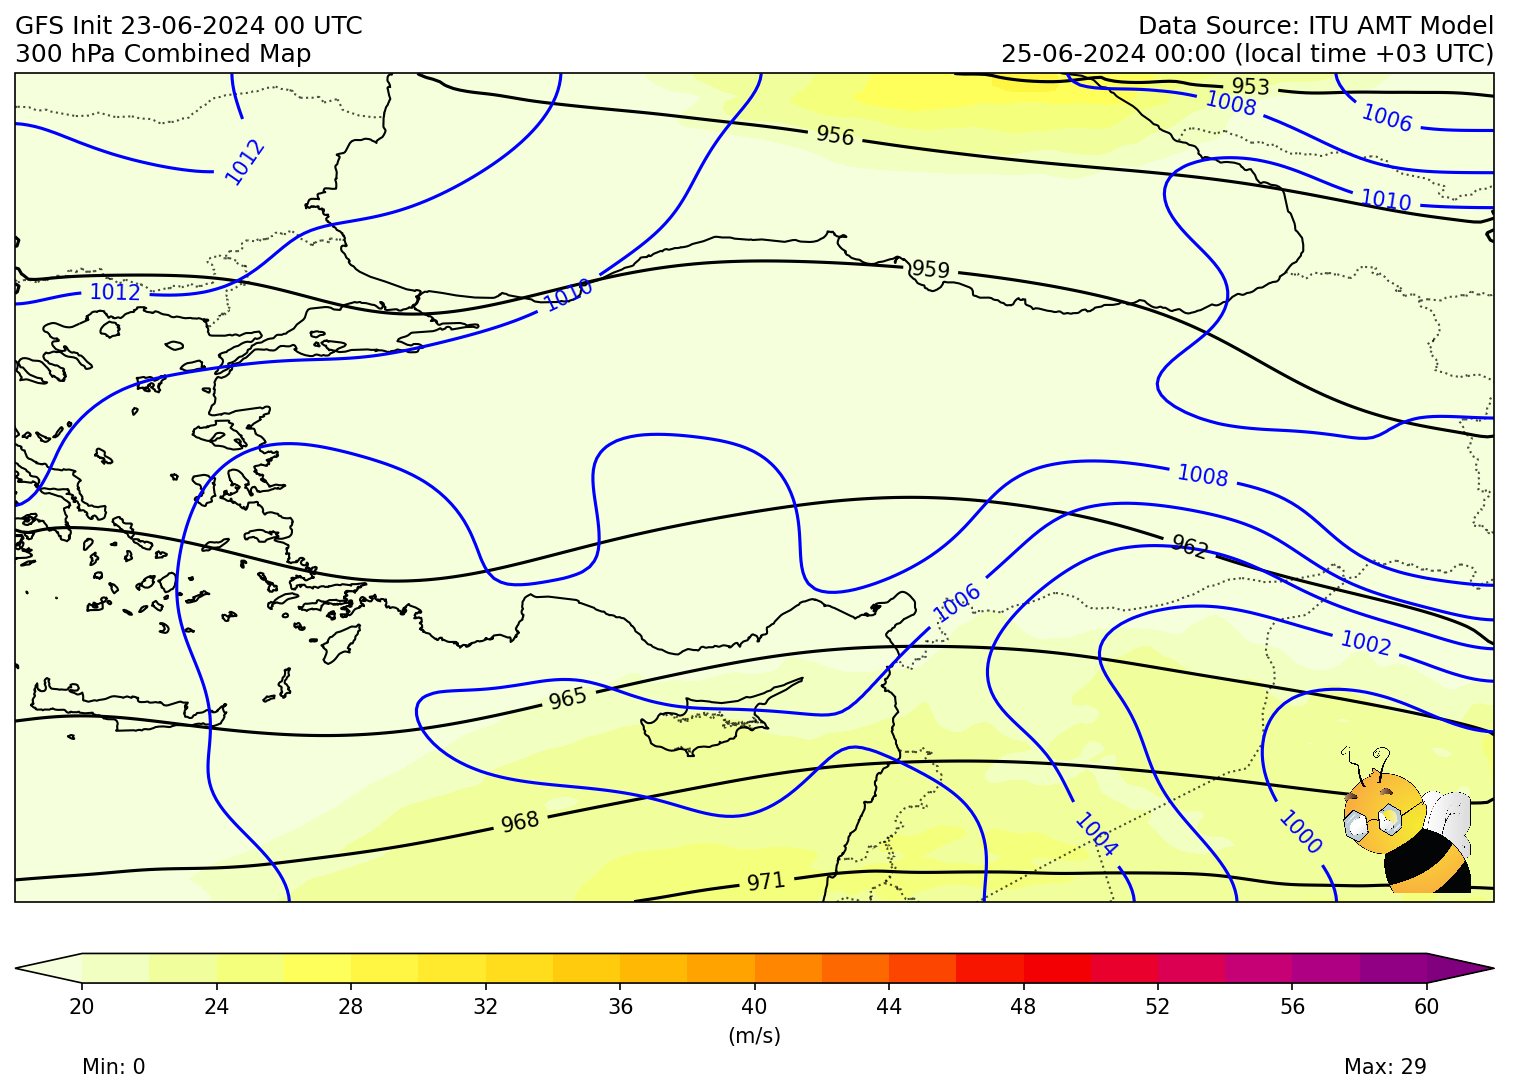 GFS Init 23-06-2024 00 UTC
Data Source: ITU AMT Model
300 hPa Combined Map
25-06-2024 00:00 (local time +03 UTC)
953
1008
1006
956
1012
1010
959
1012
1010
1008
962
1006
1002
965
968
1004
1000
971
20 24 28 32 36 40 44 48 52 56 60
(m/s)
Min: 0
Max: 29